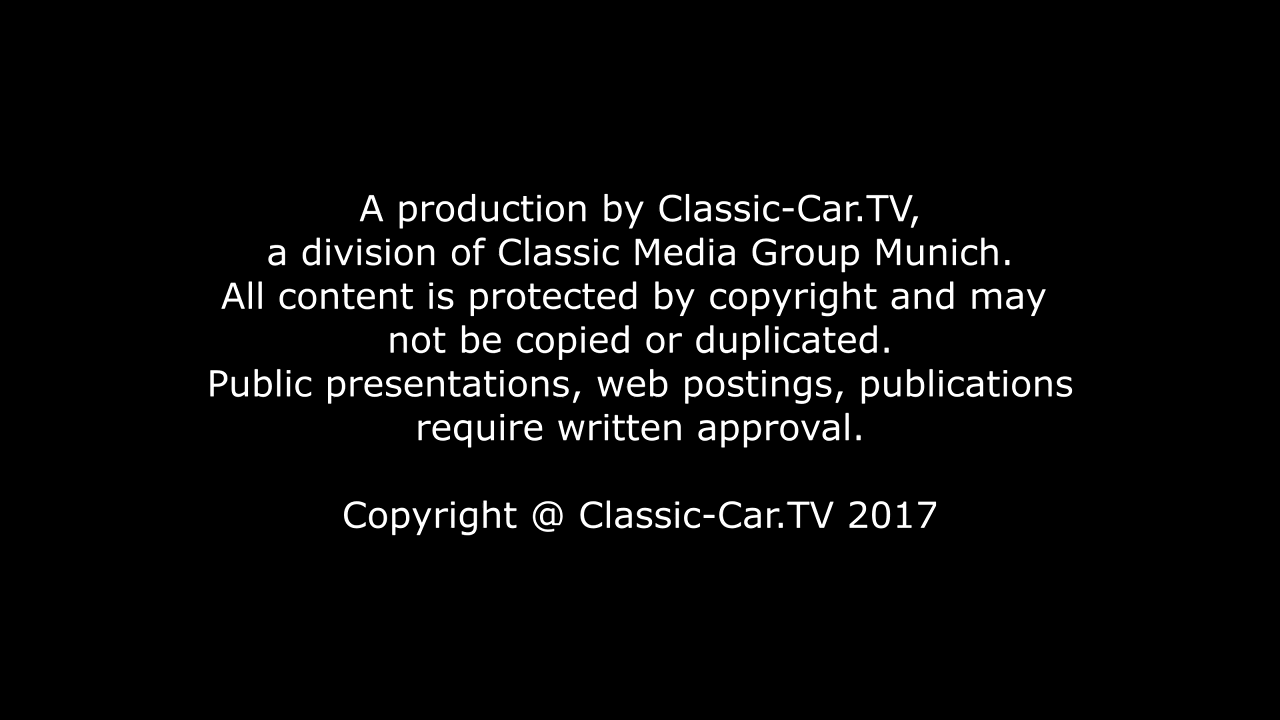 A production by Classic-Car.TV,
a division of Classic Media Group Munich.
All content is protected by copyright and may
not be copied or duplicated.
Public presentations, web postings, publications
require written approval.
Copyright @ Classic-Car.TV 2017